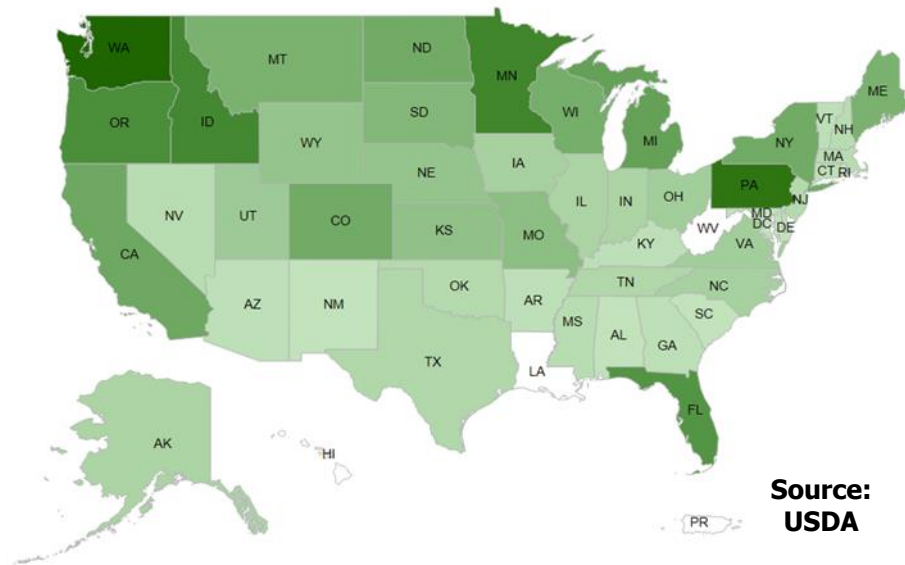 WA
MT
ND
MN
ME
OR
ID
SD
WI
VT
NH
NY
MI
WY
MA
CT RI
IA
NE
PA
NV
UT
IL
IN
OH
NJ
CO
MD
DE
DC
WV
CA
KS
MO
VA
KY
NC
TN
OK
AZ
NM
AR
SC
MS
AL
GA
TX
LA
FL
AK
HI
Source:
USDA
PR